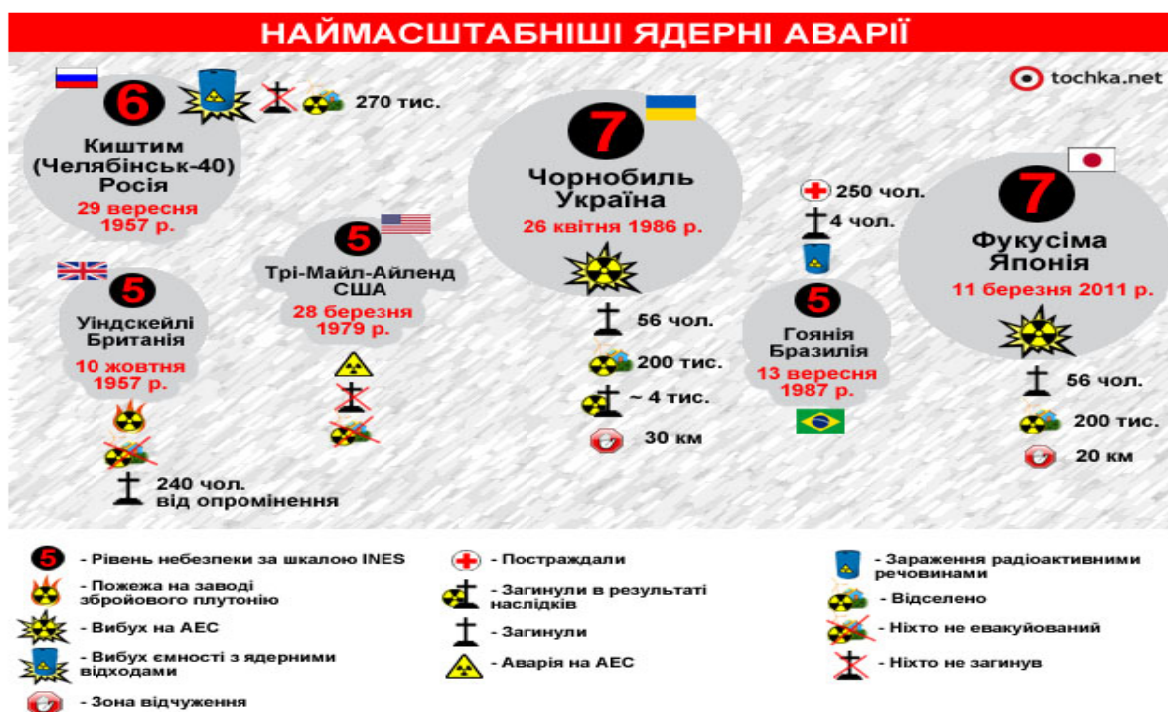 НАЙМАСШТАБНІШІ ЯДЕРНІ АВАРІЇ
tochka.net
6
270 тис.
Киштим
(Челябінськ-40)
Росія
29 вересня
1957 р.
5
Уіндскейлі
Британія
10 жовтня
1957 р.
240 чол.
від опромінення
5
Трі-Майл-Айленд
США
28 березня
1979 р.
7
Чорнобиль
Україна
26 квітня 1986 р.
56 чол.
200 тис.
~ 4 тис.
30 км
250 чол.
4 чол.
5
Гоянія
Бразилія
13 вересня
1987 р.
7
Фукусіма
Японія
11 березня 2011 р.
56 чол.
200 тис.
20 км
5 - Рівень небезпеки за шкалою INES
- Пожежа на заводі
збройового плутонію
- Вибух на АЕС
- Вибух ємності з ядерними
відходами
- Зона відчуження
- Постраждали
- Загинули в результаті
наслідків
- Загинули
- Аварія на АЕС
- Зараження радіоактивними
речовинами
- Відселено
- Ніхто не евакуйований
- Ніхто не загинув